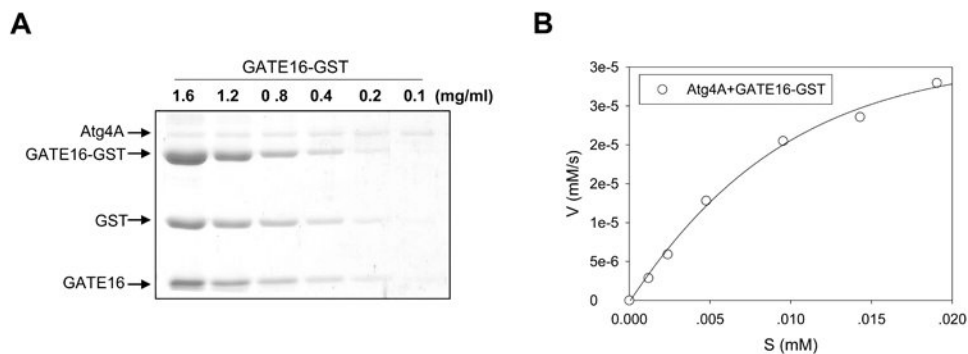 A
GATE16-GST
1.6 1.2 0 .8 0.4 0.2 0.1 (mg/ml)
Atg4A
GATE16-GST
GST
GATE16
B
3e-5
3e-5
2e-5
2e-5
1e-5
5e-6
0
V (mM/s)
Atg4A+GATE16-GST
0.000 .005 .010 .015 .020
S (mM)